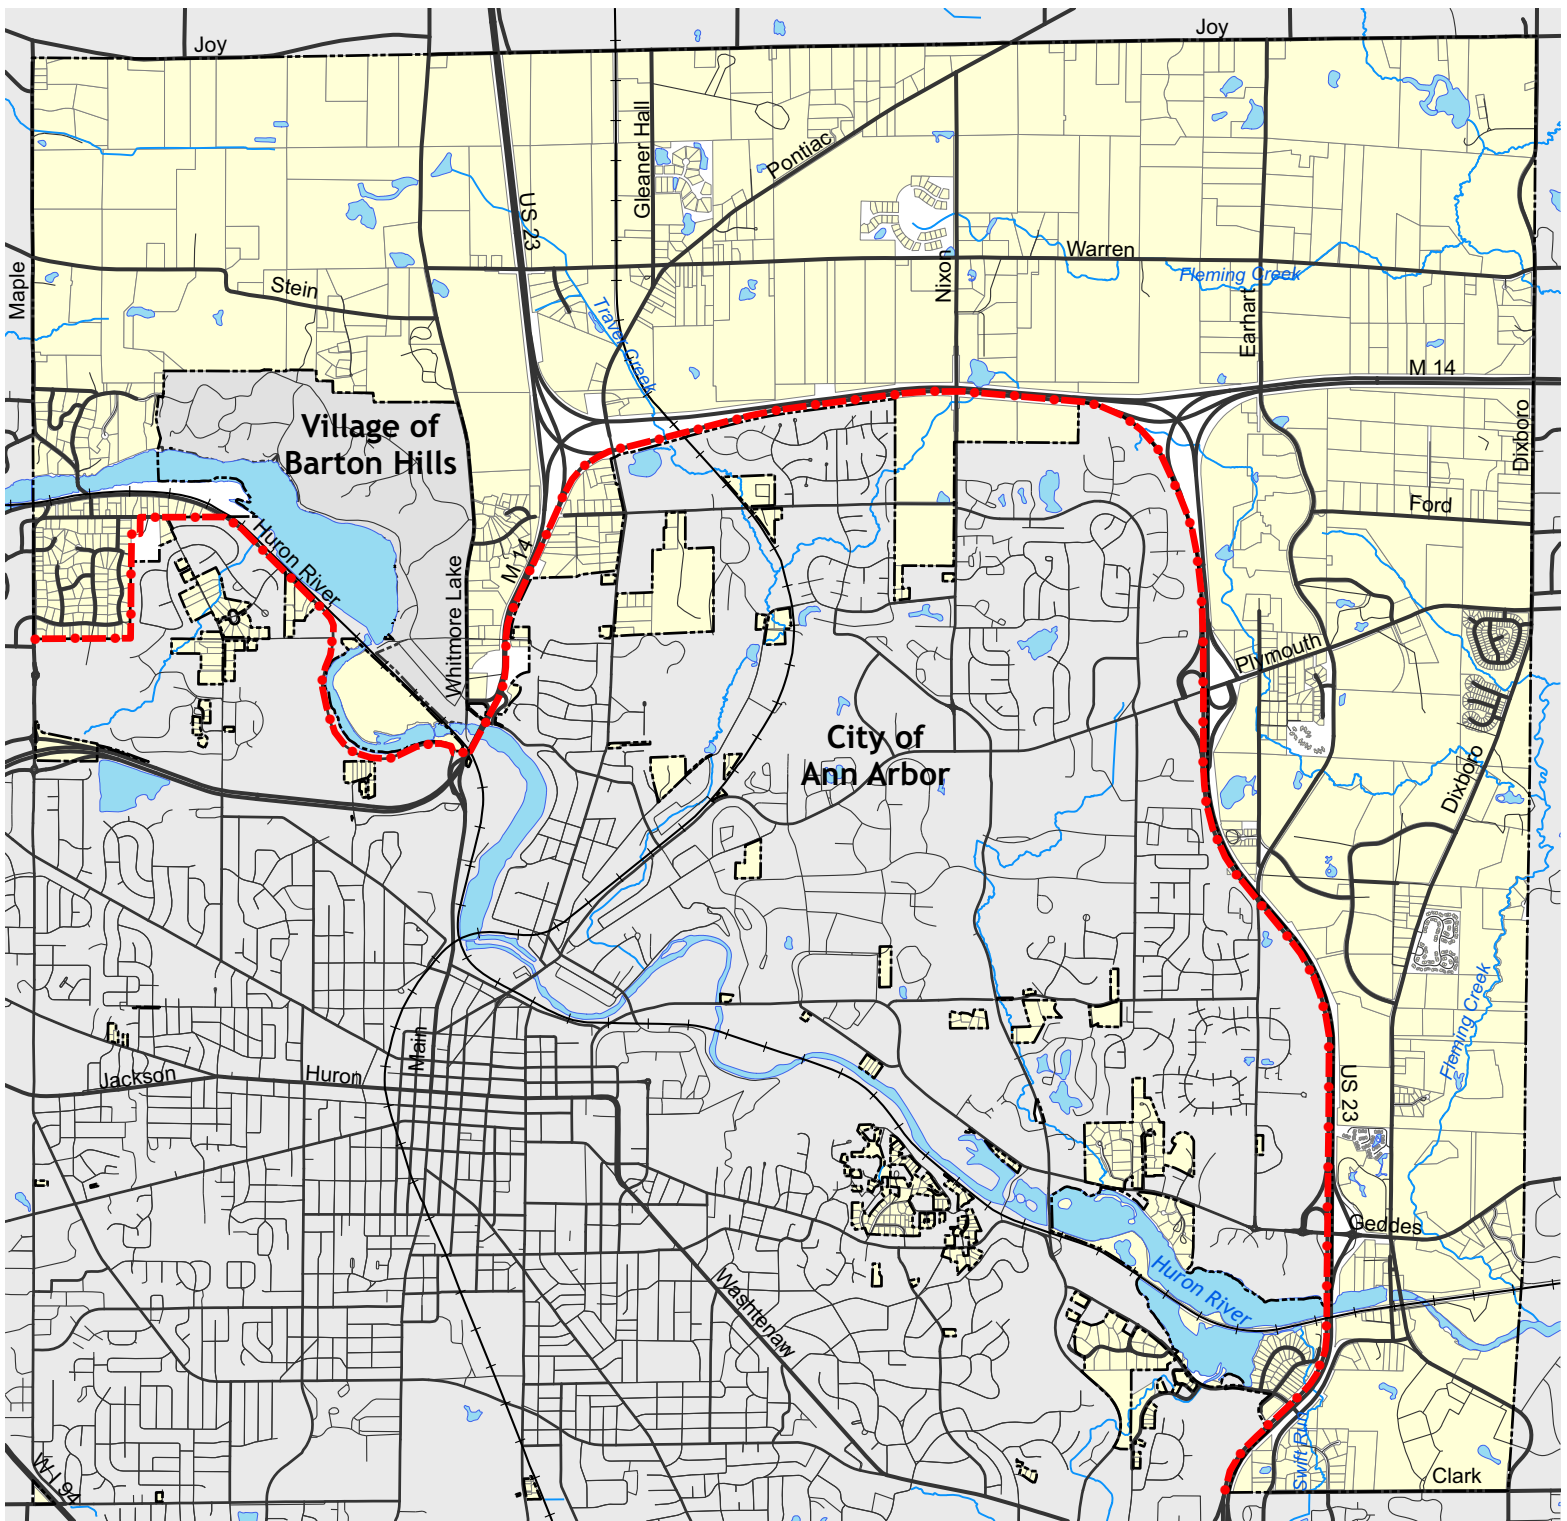 Joy
Joy
Gleaner Hall
Pontiac
US 23
Warren
Nixon
Fleming Creek
Maple
Stein
Earhart
Traver Creek
M 14
Village of
Barton Hills
Dixboro
Ford
Huron River
M 14
Whitmore Lake
Plymouth
City of
Ann Arbor
Dixboro
Fleming Creek
Main
Jackson
Huron
US 23
Geddes
Huron River
Washtenaw
Swift Run
Clark
W I 94